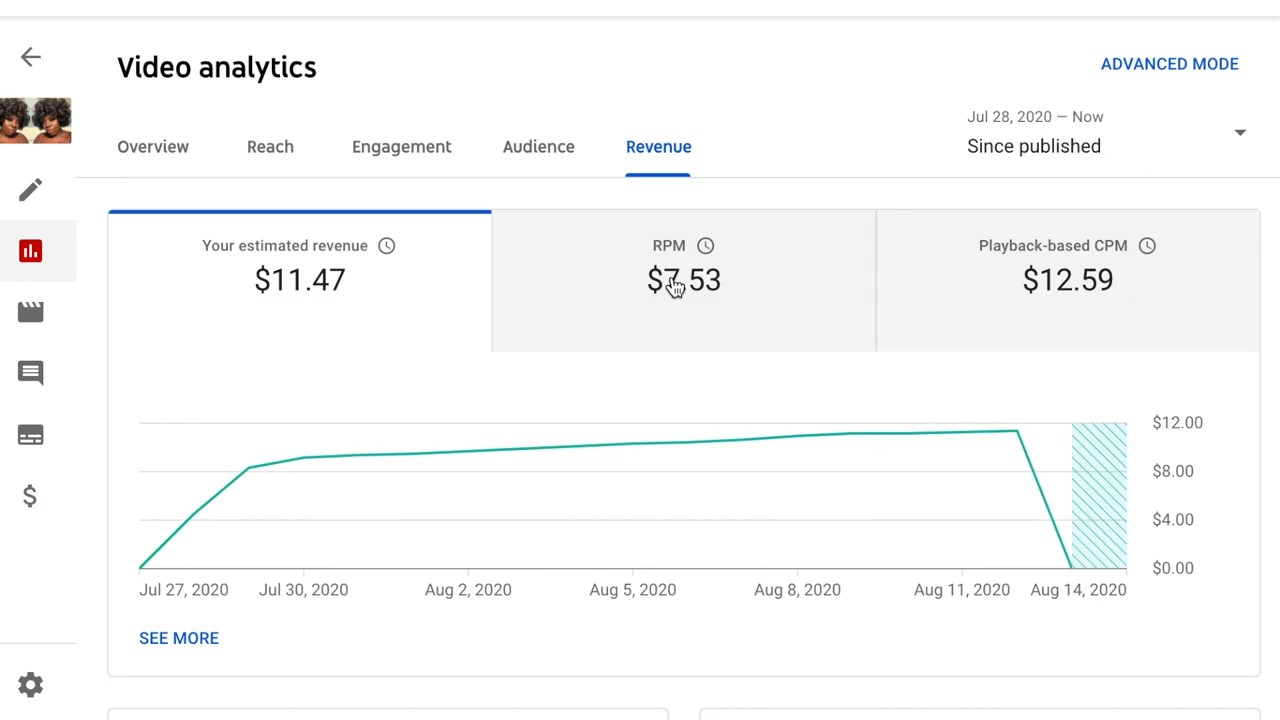 Video analytics
ADVANCED MODE
Jul 28, 2020 – Now
Since published
Overview
Reach
Engagement
Audience
Revenue
Your estimated revenue
$11.47
RPM
$7.53
Playback-based CPM
$12.59
$12.00
$8.00
$4.00
$0.00
Jul 27, 2020
Jul 30, 2020
Aug 2, 2020
Aug 5, 2020
Aug 8, 2020
Aug 11, 2020
Aug 14, 2020
SEE MORE